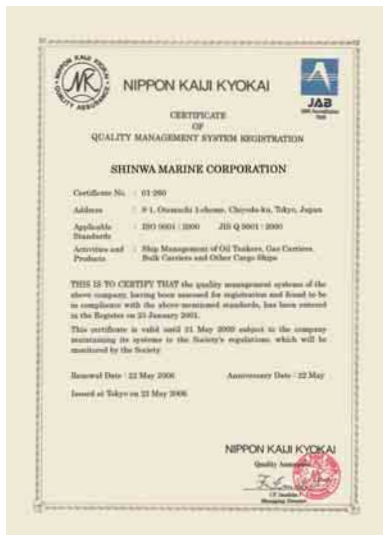 NIPPON KAIJI KYOKAI
QUALITY ASSURANCE
NK
JAB
CERTIFICATE
OF
QUALITY MANAGEMENT SYSTEM REGISTRATION
SHINWA MARINE CORPORATION
Certificate No. : 01-260
Address : 9-1, Otemachi 1-chome, Chiyoda-ku, Tokyo, Japan
Applicable : ISO 9001 : 2000 JIS Q 9001 : 2000
Standards
Activities and : Ship Management of Oil Tankers, Gas Carriers
Products Bulk Carriers and Other Cargo Ships
THIS IS TO CERTIFY THAT the quality management systems of the
above company, having been assessed for registration and found to be
in compliance with the above mentioned standards, has been entered
in the Register on 23 January 2001.
This certificate is valid until 21 May 2009 subject to the company
maintaining its systems to the Society's regulations, which will be
monitored by the Society.
Renewal Date : 22 May 2006 Anniversary Date : 22 May
Issued at Tokyo on 22 May 2006
NIPPON KAIJI KYOKAI
Quality
Managing Director